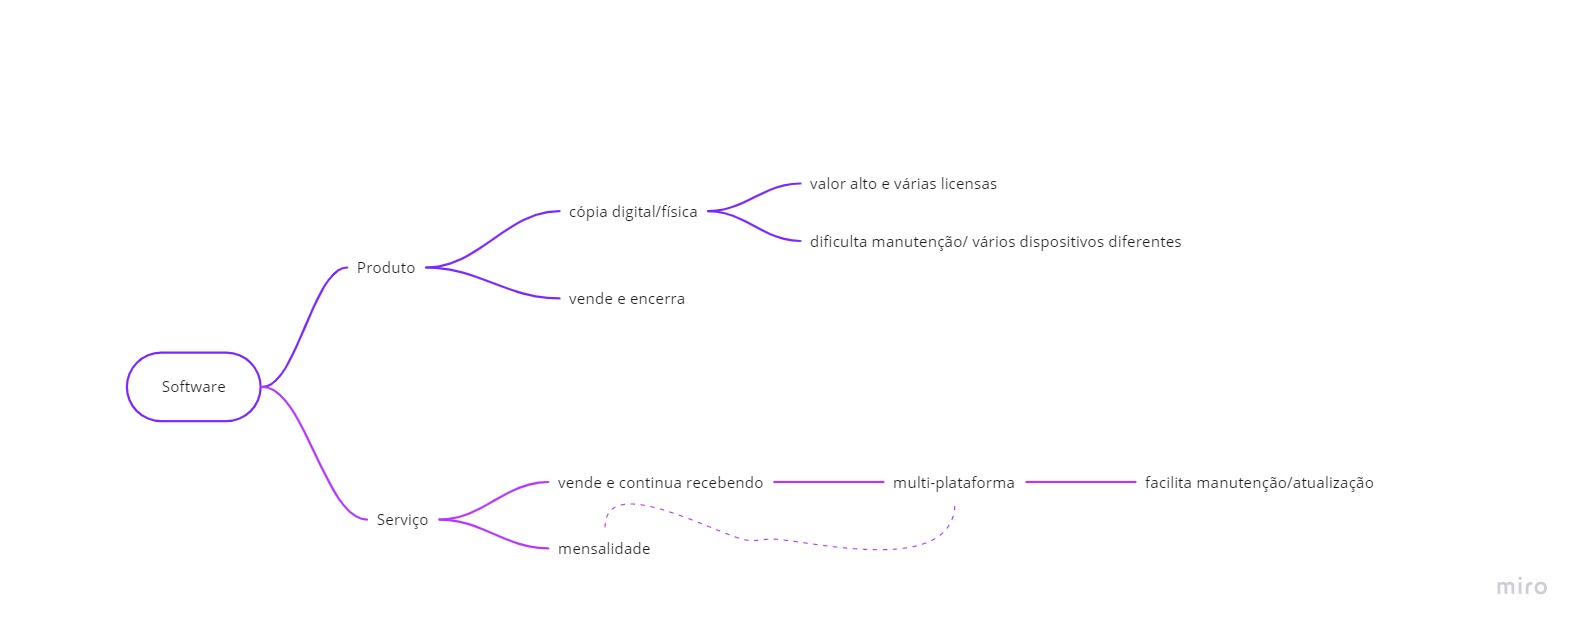 valor alto e várias licensas
cópia digital/física
dificulta manutenção/ vários dispositivos diferentes
Produto
vende e encerra
Software
vende e continua recebendo
multi-plataforma
facilita manutenção/atualização
Serviço
mensalidade
miro